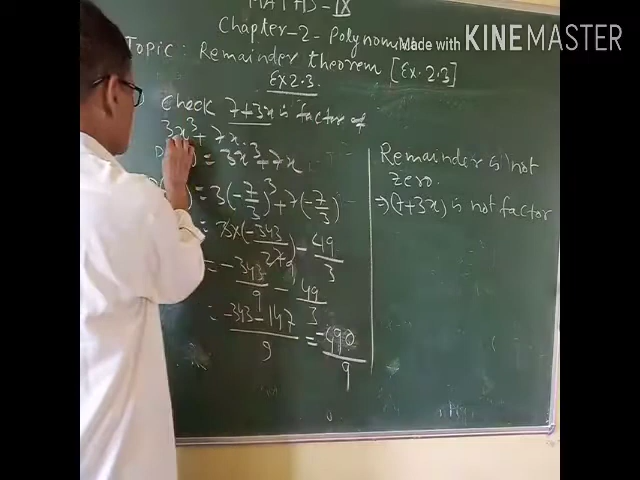 MATHS-IX
Chapter-2- Polynomial
Made with KINEMASTER
Topic: Remainder theorem [Ex. 2.3]
Ex 2.3
Check 7+3x is factor of
3x³+7x.
= 3x³+7x
= 3(-7/3)³+7(-7/3)
= 3×(-343/27)-49/3
= -343/9 - 49/3
= -343-147/9 = -490/9
Remainder is not
zero.
⇒(7+3x) is not factor